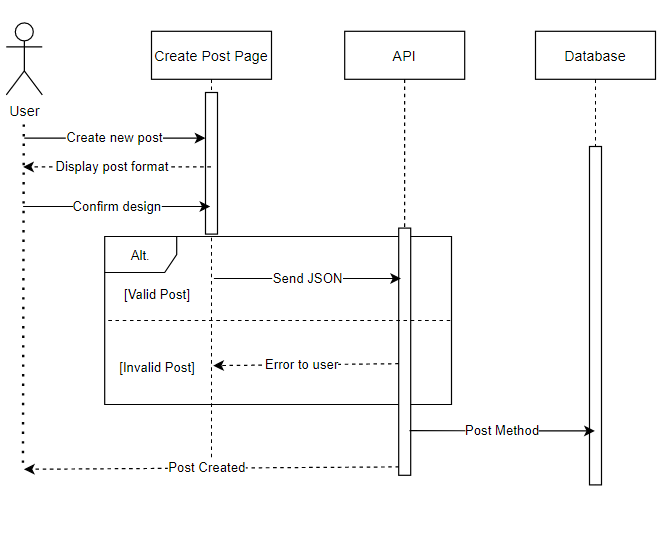 Create Post Page
API
Database
User
Create new post
Display post format
Confirm design
Alt.
Send JSON
[Valid Post]
Error to user
[Invalid Post]
Post Method
Post Created